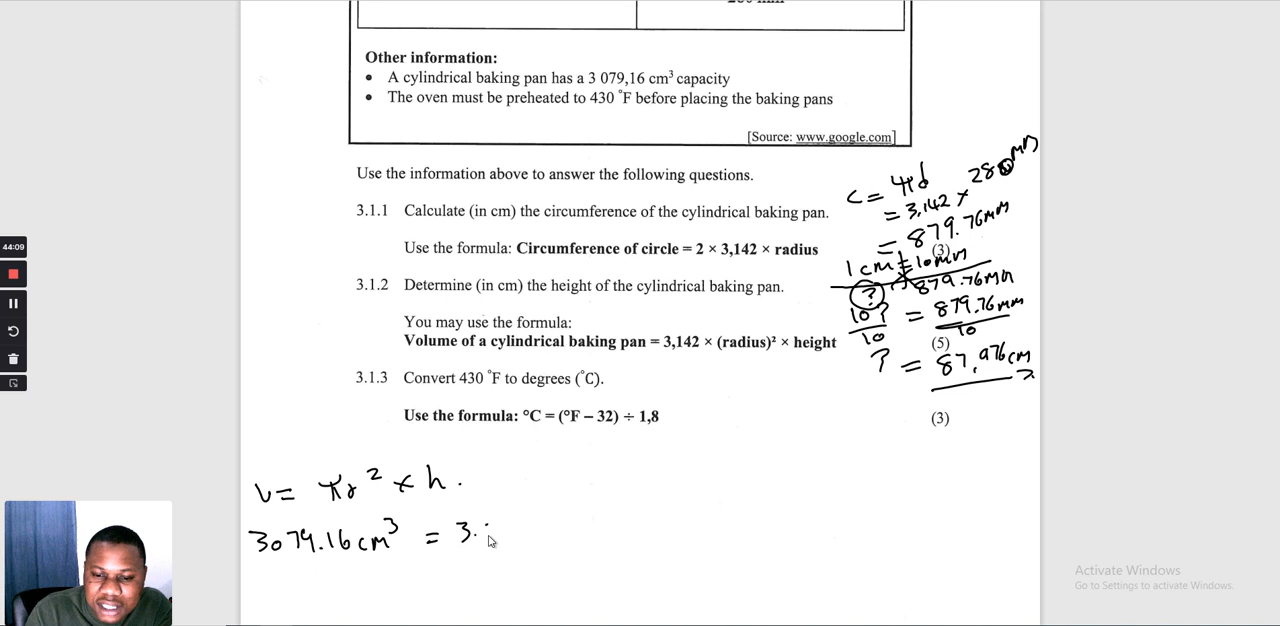 Other information:
• A cylindrical baking pan has a 3 079,16 cm³ capacity
• The oven must be preheated to 430 °F before placing the baking pans
[Source: www.google.com]
Use the information above to answer the following questions.
3.1.1 Calculate (in cm) the circumference of the cylindrical baking pan.
Use the formula: Circumference of circle = 2 × 3,142 × radius
(3)
3.1.2 Determine (in cm) the height of the cylindrical baking pan.
You may use the formula:
Volume of a cylindrical baking pan = 3,142 × (radius)² × height
(5)
3.1.3 Convert 430 °F to degrees (°C).
Use the formula: °C = (°F – 32) ÷ 1,8
(3)
= 3.142 × 280 mm
= 879.76mm
1cm = 10mm
? 879.76mm
10? = 879.76mm
10 10
? = 87,976cm
V= πr² × h.
3079.16cm³ = 3.
44:09
Activate Windows
Go to Settings to activate Windows.